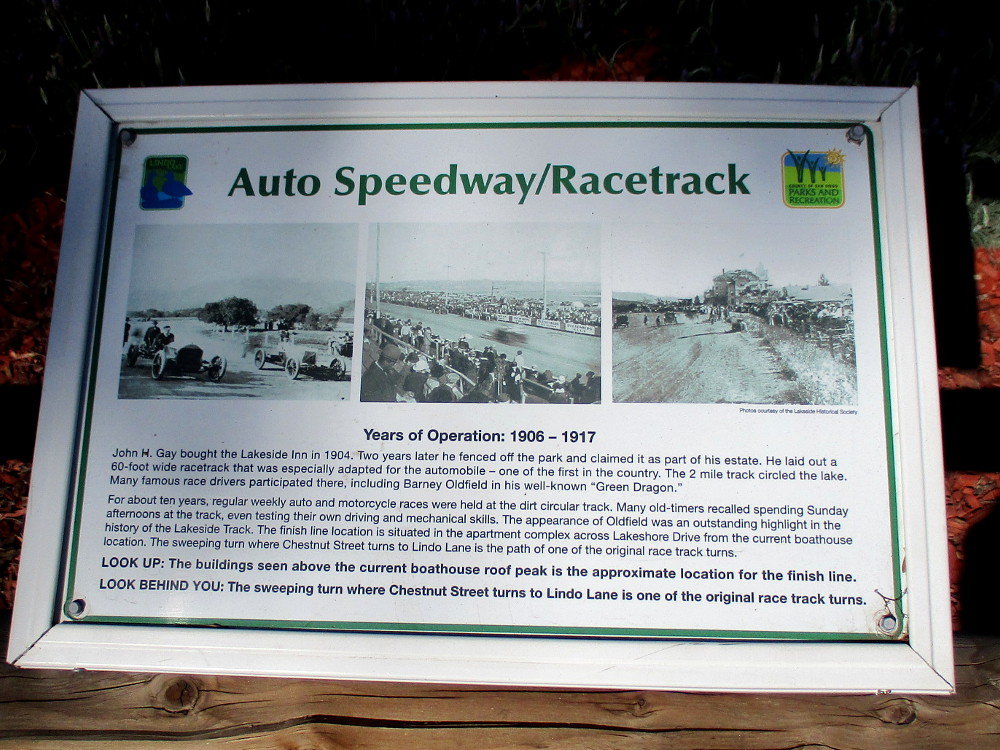 LINDO
Auto Speedway/Racetrack
COUNTY OF SAN DIEGO
PARKS AND
RECREATION
Photos courtesy of the Lakeside Historical Society
Years of Operation: 1906 – 1917
John H. Gay bought the Lakeside Inn in 1904. Two years later he fenced off the park and claimed it as part of his estate. He laid out a
60-foot wide racetrack that was especially adapted for the automobile – one of the first in the country. The 2 mile track circled the lake.
Many famous race drivers participated there, including Barney Oldfield in his well-known “Green Dragon.”
For about ten years, regular weekly auto and motorcycle races were held at the dirt circular track. Many old-timers recalled spending Sunday
afternoons at the track, even testing their own driving and mechanical skills. The appearance of Oldfield was an outstanding highlight in the
history of the Lakeside Track. The finish line location is situated in the apartment complex across Lakeshore Drive from the current boathouse
location. The sweeping turn where Chestnut Street turns to Lindo Lane is the path of one of the original race track turns.
LOOK UP: The buildings seen above the current boathouse roof peak is the approximate location for the finish line.
LOOK BEHIND YOU: The sweeping turn where Chestnut Street turns to Lindo Lane is one of the original race track turns.